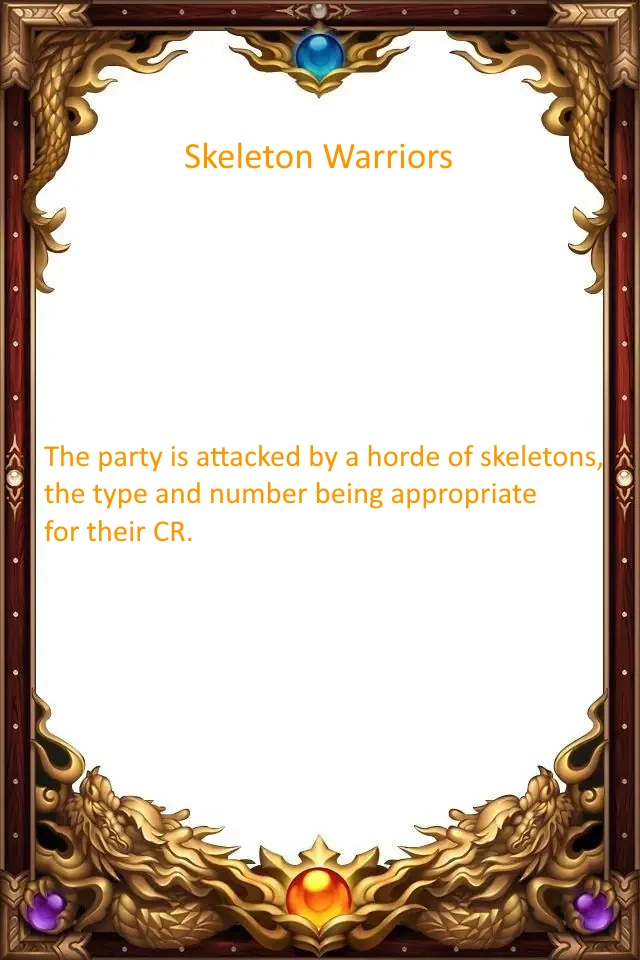 Skeleton Warriors
The party is attacked by a horde of skeletons,
the type and number being appropriate
for their CR.